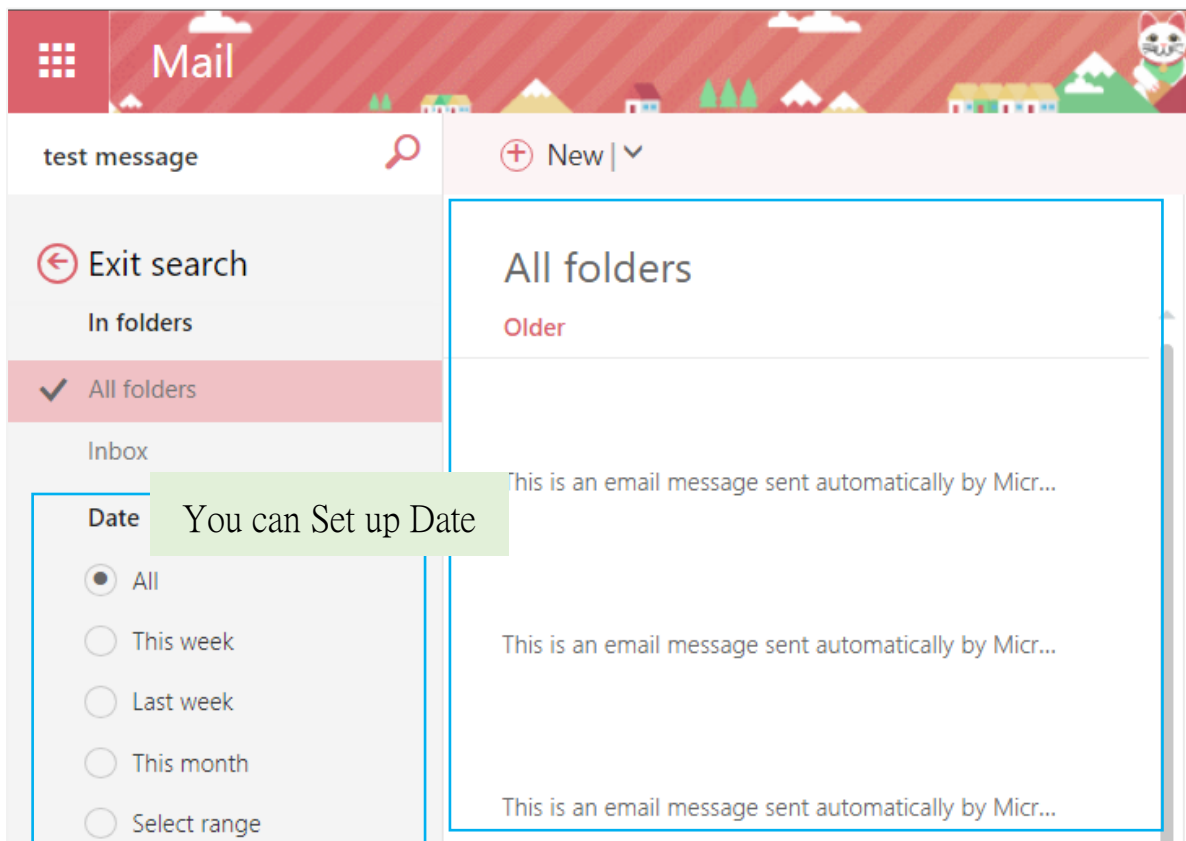 Mail
test message
New
Exit search
In folders
All folders
Inbox
Date
You can Set up Date
All
This week
Last week
This month
Select range
All folders
Older
This is an email message sent automatically by Micr...
This is an email message sent automatically by Micr...
This is an email message sent automatically by Micr...